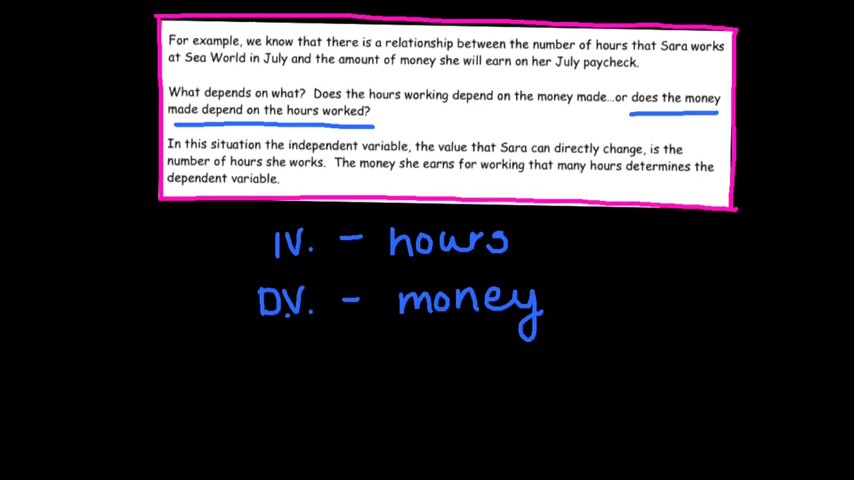 For example, we know that there is a relationship between the number of hours that Sara works
at Sea World in July and the amount of money she will earn on her July paycheck.
What depends on what? Does the hours working depend on the money made...or does the money
made depend on the hours worked?
In this situation the independent variable, the value that Sara can directly change, is the
number of hours she works. The money she earns for working that many hours determines the
dependent variable.
IV. - hours
D.V. - money